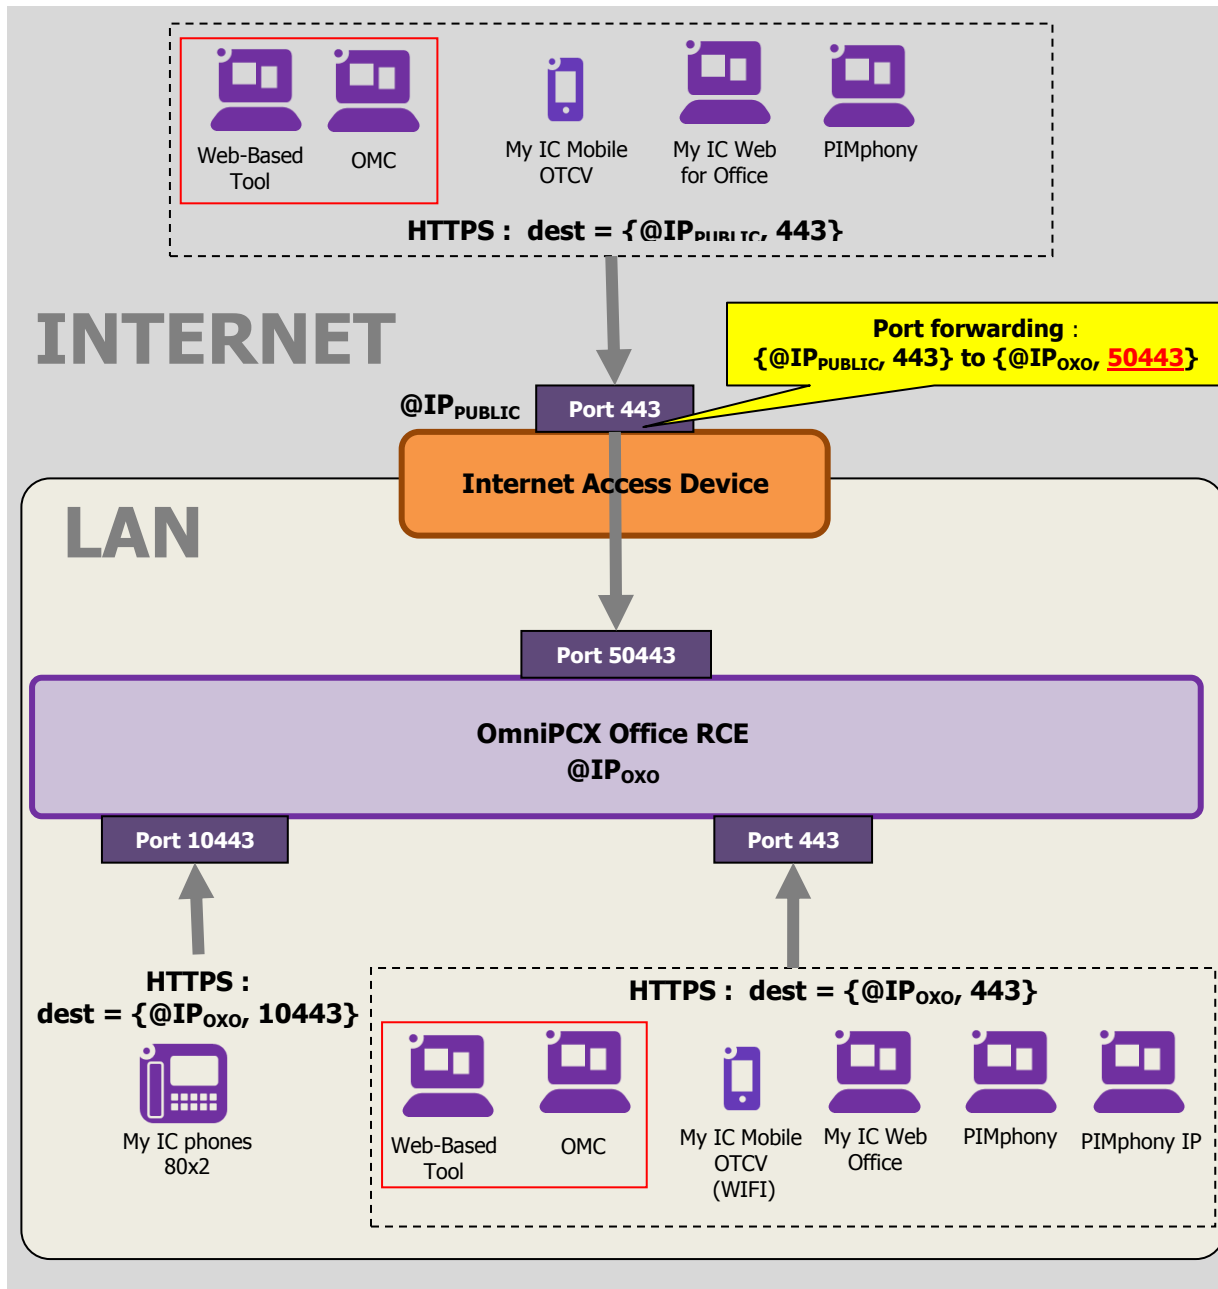 Web-Based
Tool
OMC
My IC Mobile
OTCV
My IC Web
for Office
PIMphony
HTTPS : dest = {@IPPUBLIC, 443}
INTERNET
Port forwarding :
{@IPPUBLIC, 443} to {@IPOXO, 50443}
@IPPUBLIC
Port 443
Internet Access Device
LAN
Port 50443
OmniPCX Office RCE
@IPOXO
Port 10443
Port 443
HTTPS :
dest = {@IPOXO, 10443}
My IC phones
80x2
HTTPS : dest = {@IPOXO, 443}
Web-Based
Tool
OMC
My IC Mobile
OTCV
(WIFI)
My IC Web
Office
PIMphony
PIMphony IP